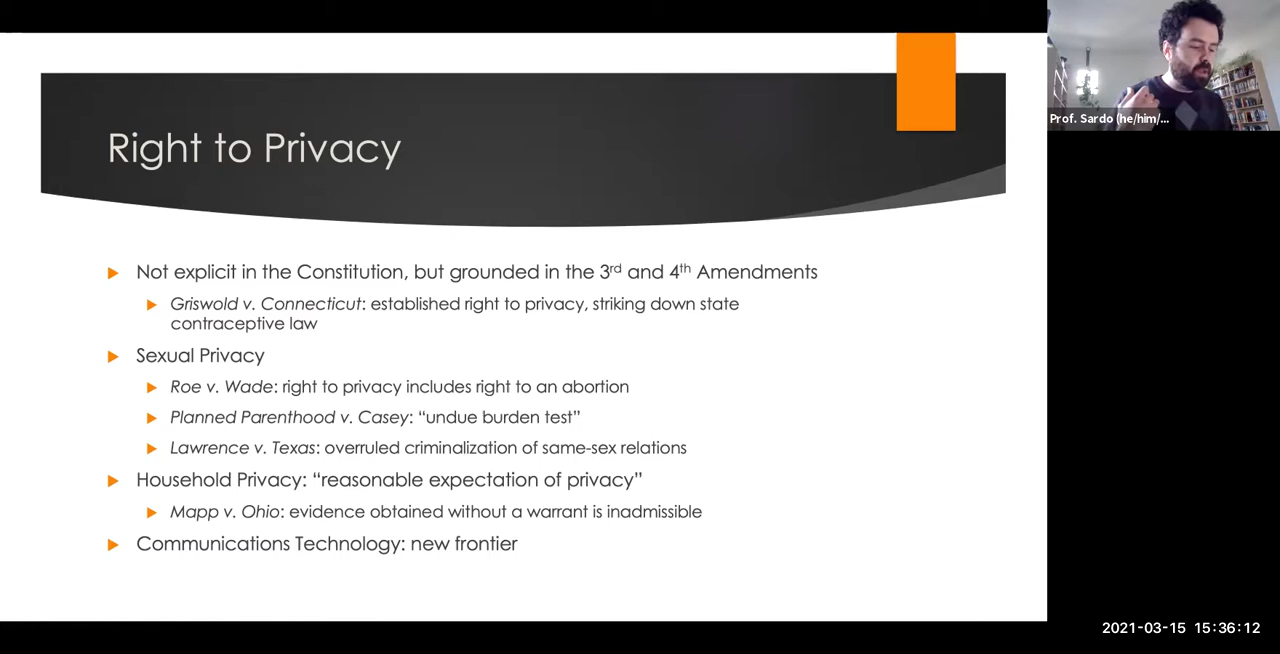 Right to Privacy
Not explicit in the Constitution, but grounded in the 3rd and 4th Amendments
Griswold v. Connecticut: established right to privacy, striking down state
contraceptive law
Sexual Privacy
Roe v. Wade: right to privacy includes right to an abortion
Planned Parenthood v. Casey: “undue burden test”
Lawrence v. Texas: overruled criminalization of same-sex relations
Household Privacy: “reasonable expectation of privacy”
Mapp v. Ohio: evidence obtained without a warrant is inadmissible
Communications Technology: new frontier
Prof. Sardo (he/him/...
2021-03-15 15:36:12